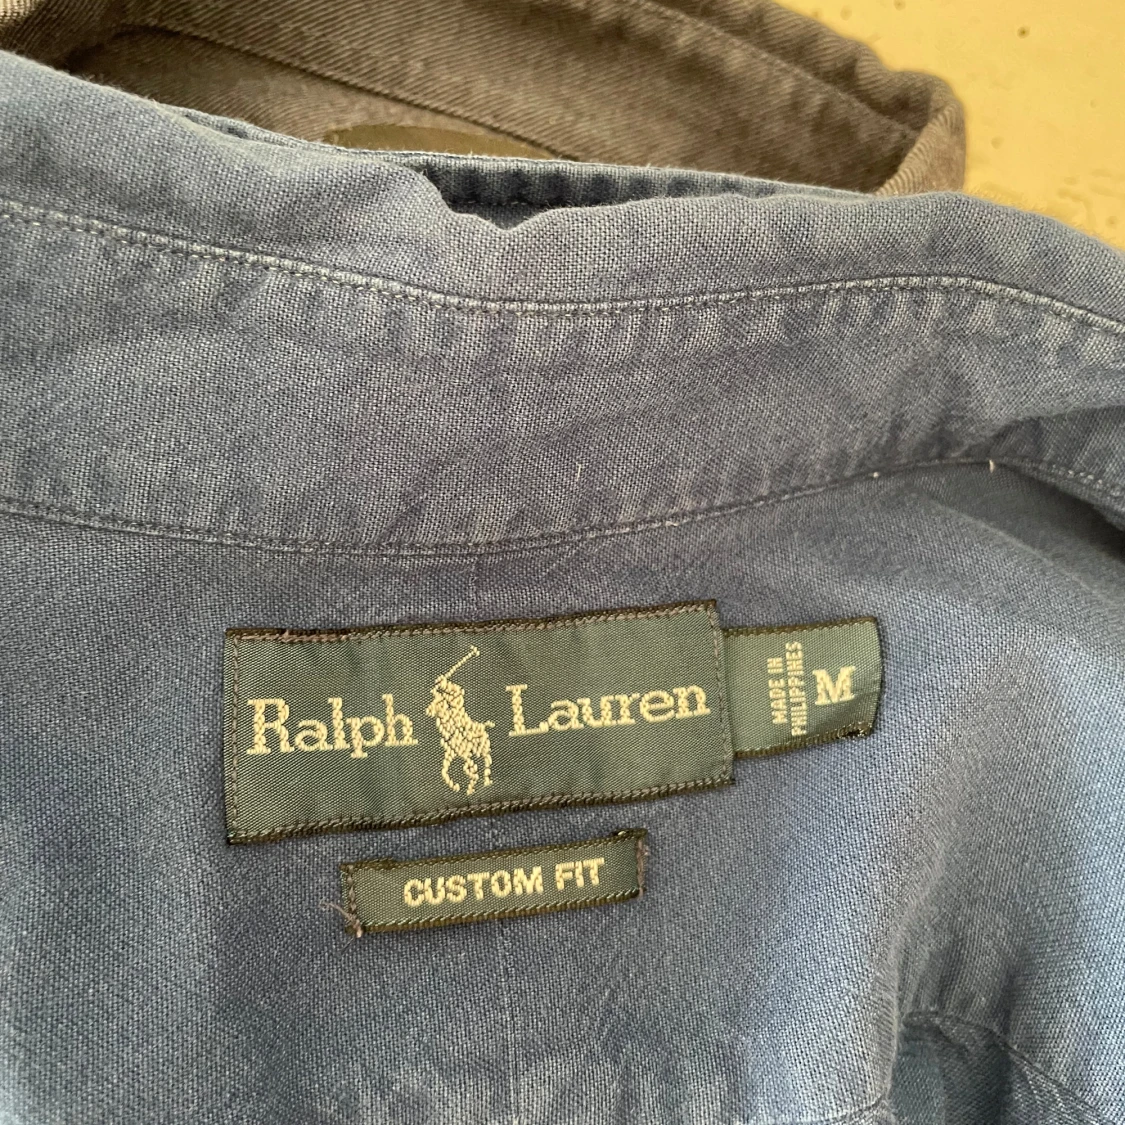 Ralph Lauren
MADE IN
PHILIPPINES
M
CUSTOM FIT